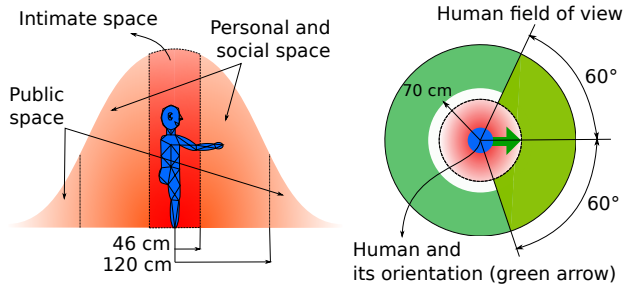 Intimate space
Personal and
social space
Public
space
46 cm
120 cm
Human field of view
60°
70 cm
60°
Human and
its orientation (green arrow)